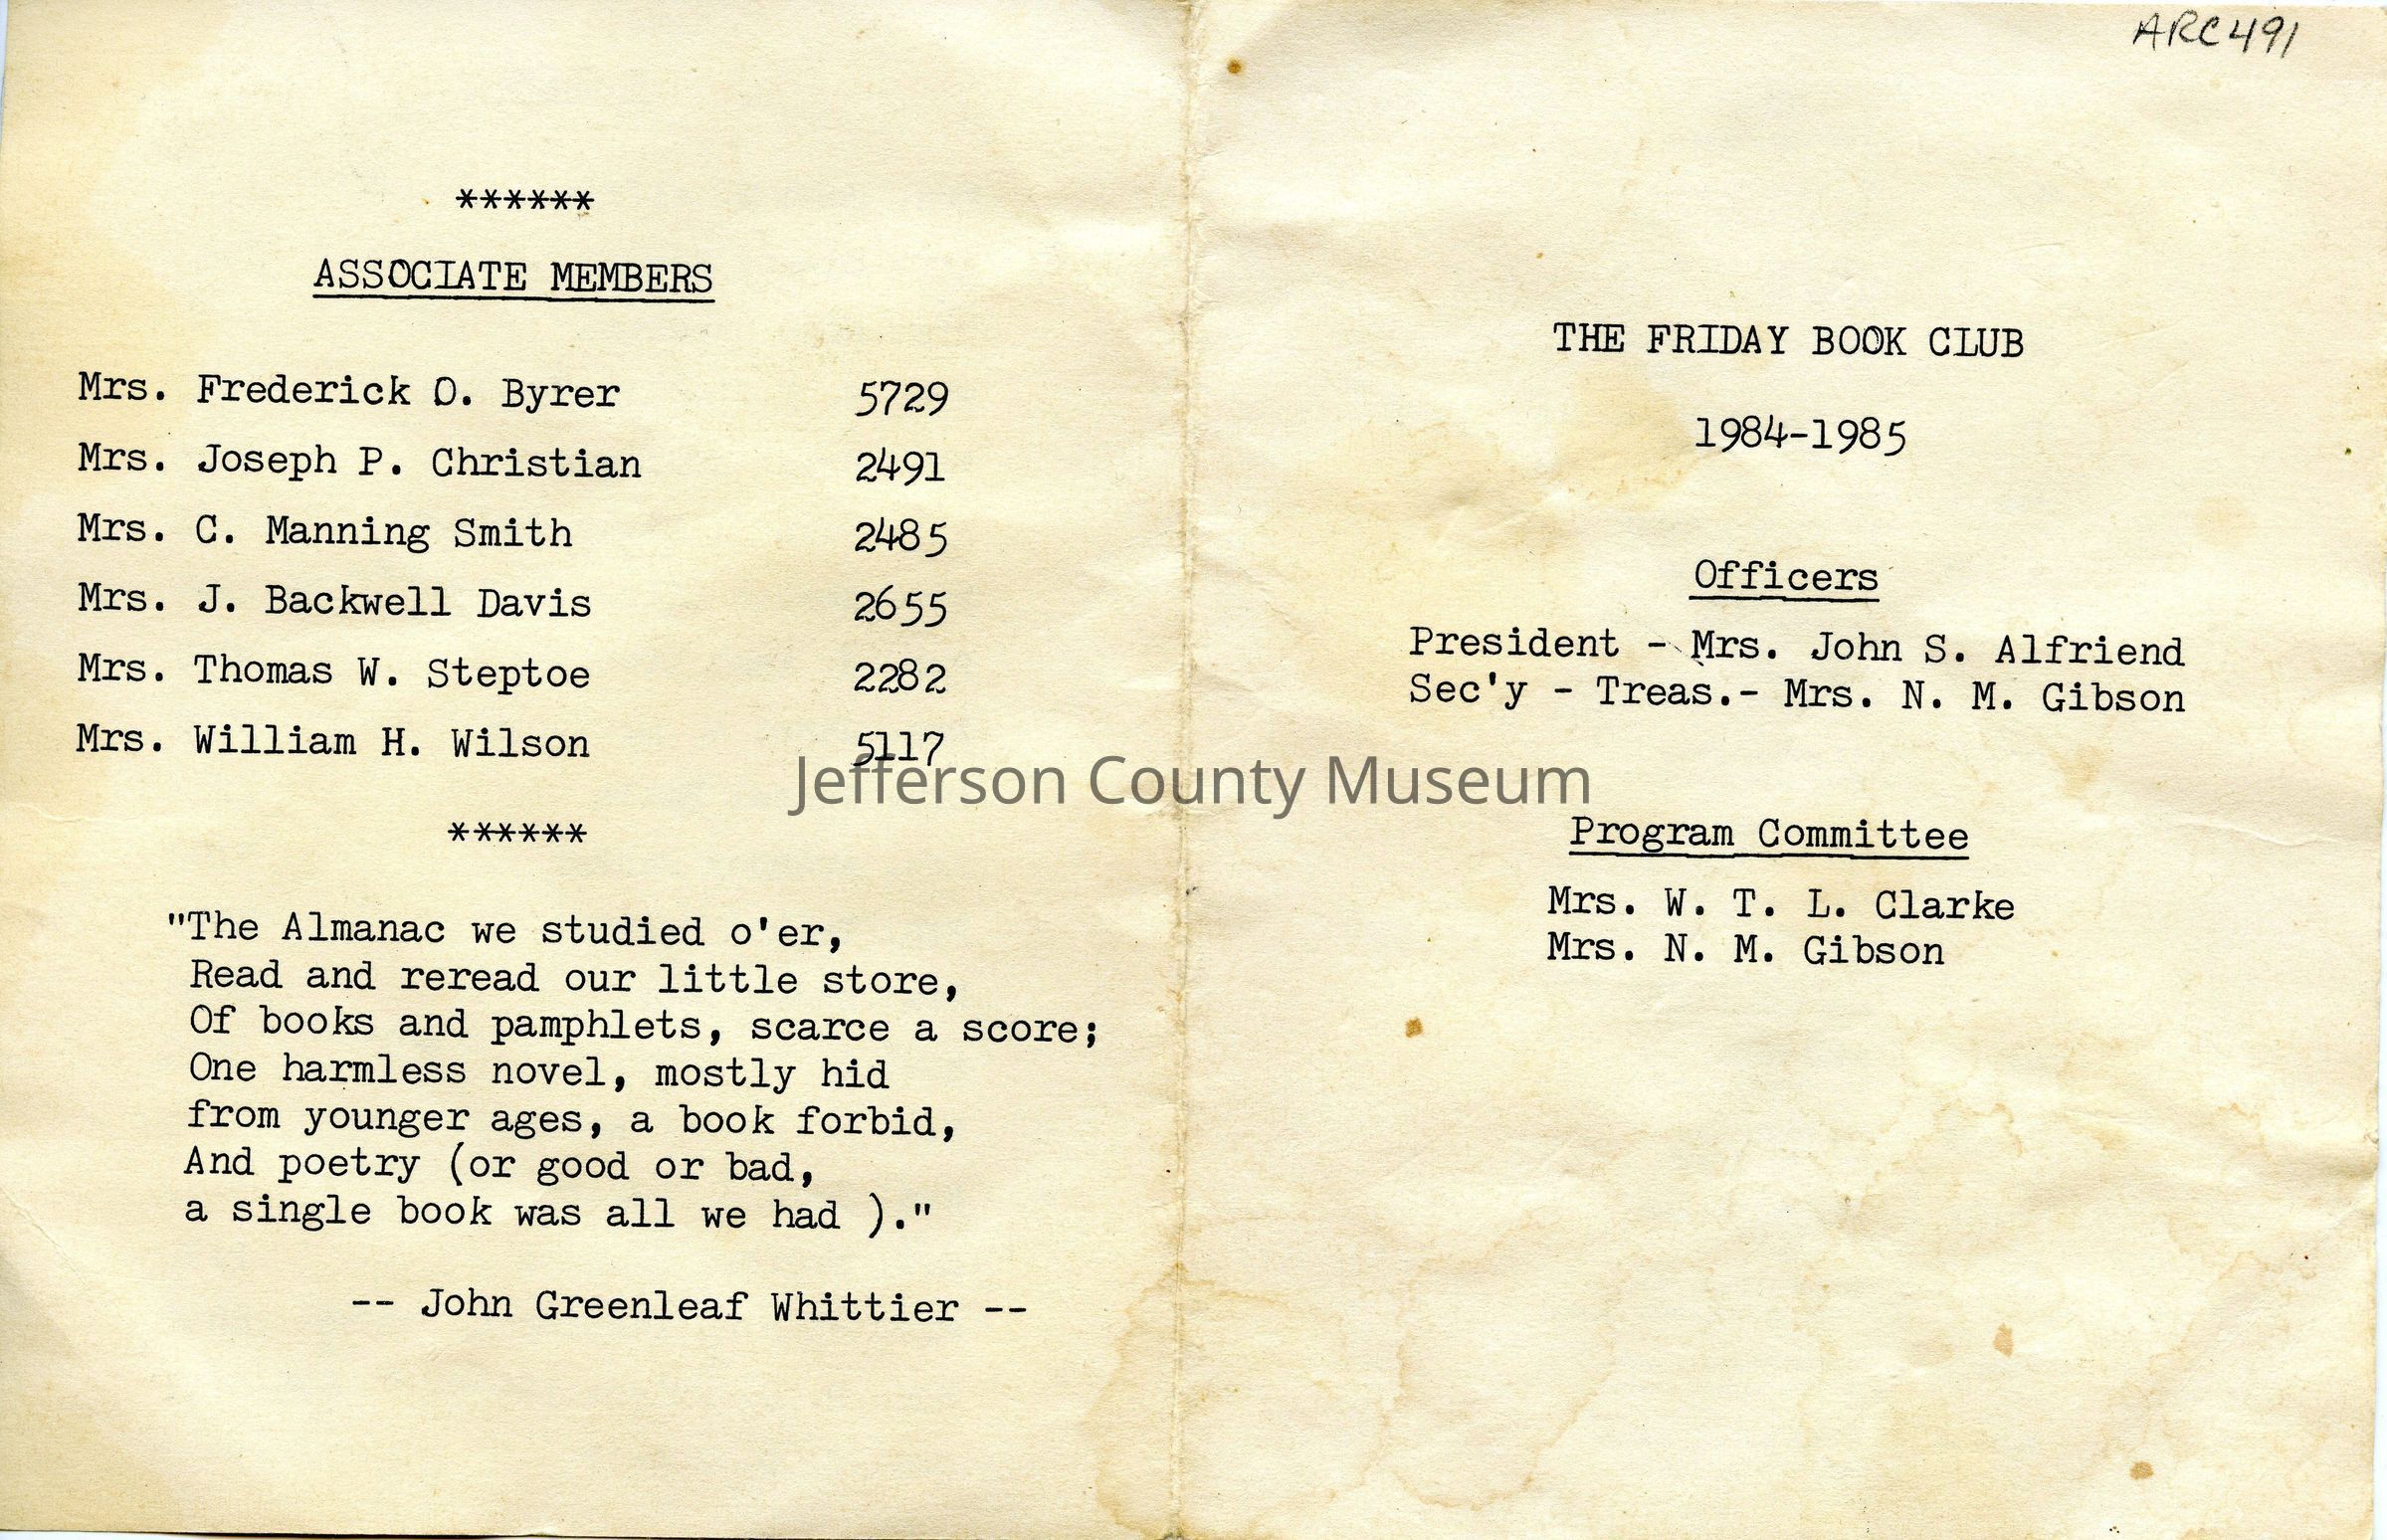 ******
ASSOCIATE MEMBERS
Mrs. Frederick O. Byrer 5729
Mrs. Joseph P. Christian 2491
Mrs. C. Manning Smith 2485
Mrs. J. Backwell Davis 2655
Mrs. Thomas W. Steptoe 2282
Mrs. William H. Wilson 5117
******
"The Almanac we studied o'er,
Read and reread our little store,
Of books and pamphlets, scarce a score;
One harmless novel, mostly hid
from younger ages, a book forbid,
And poetry (or good or bad,
a single book was all we had )."
-- John Greenleaf Whittier --
ARC491
THE FRIDAY BOOK CLUB
1984-1985
Officers
President - Mrs. John S. Alfriend
Sec'y - Treas.- Mrs. N. M. Gibson
Program Committee
Mrs. W. T. L. Clarke
Mrs. N. M. Gibson
Jefferson County Museum